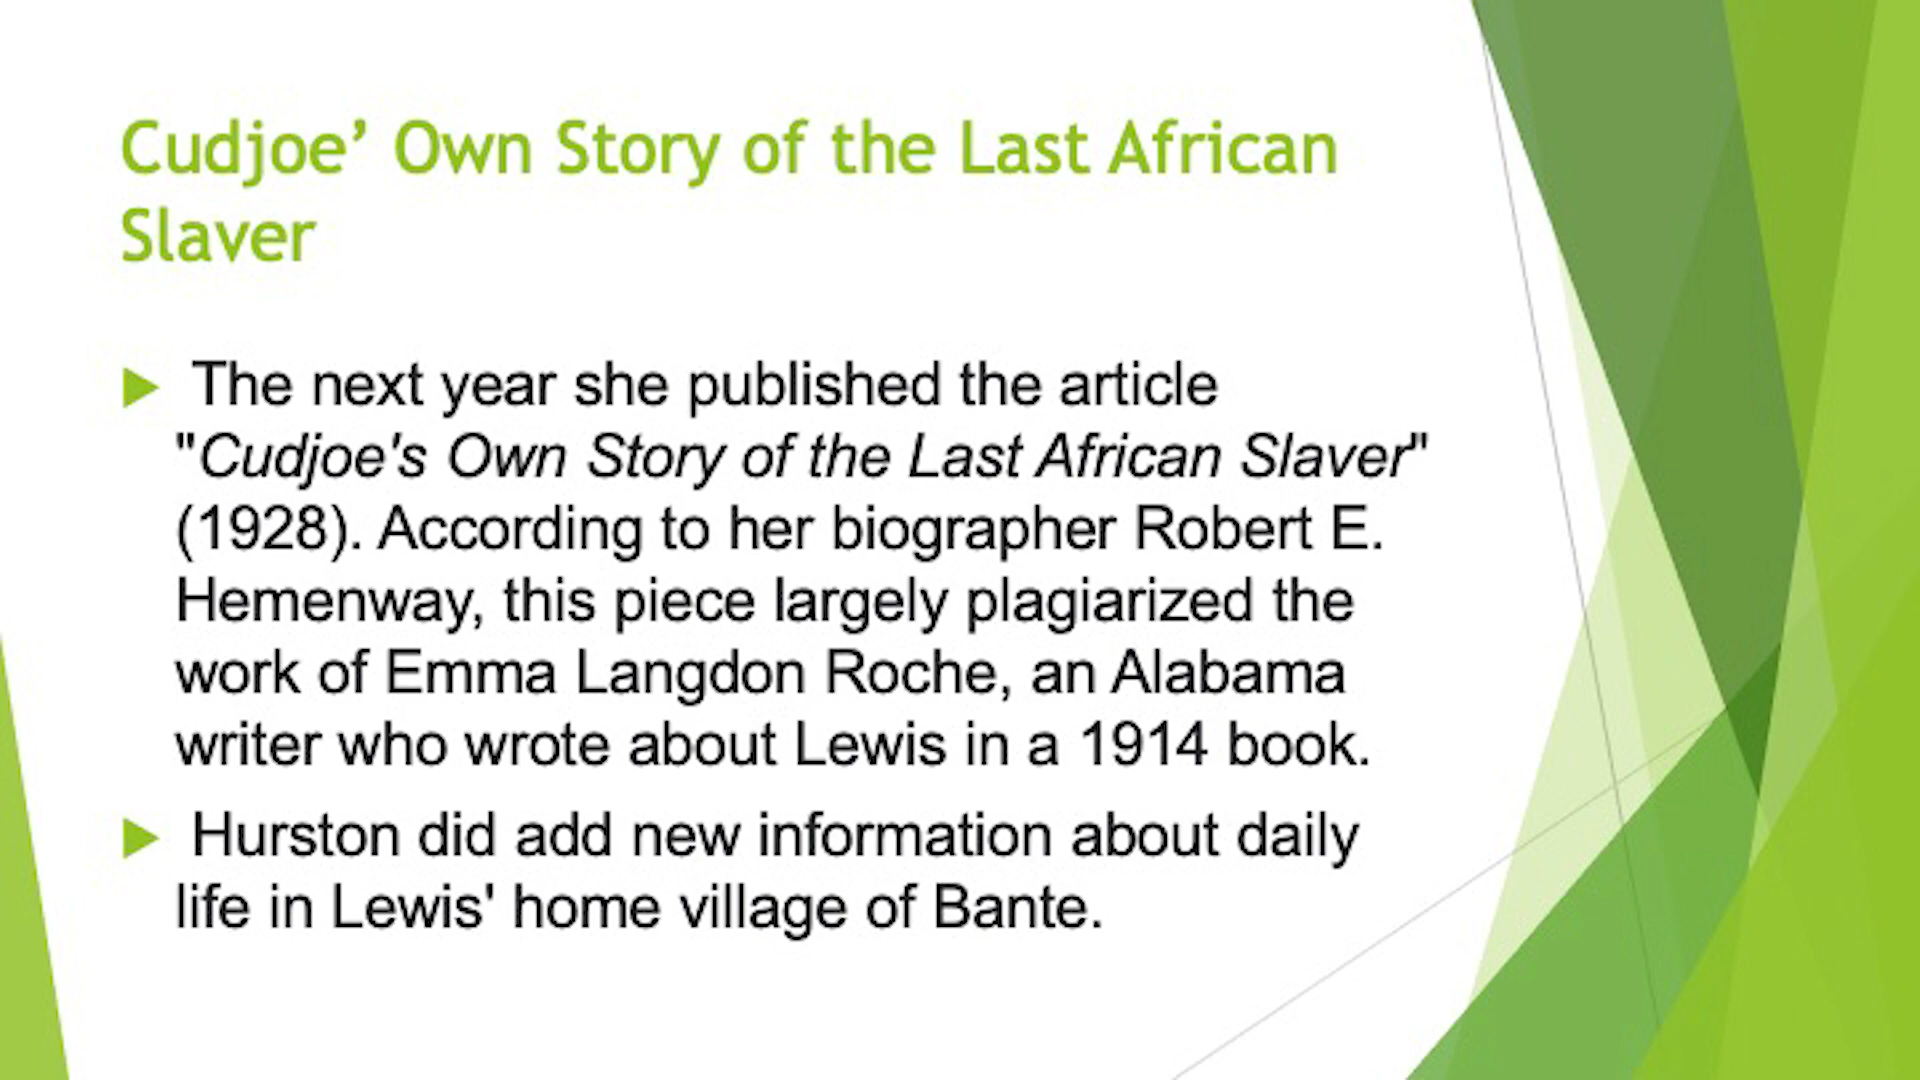 Cudjoe’ Own Story of the Last African
Slaver
The next year she published the article
"Cudjoe's Own Story of the Last African Slaver"
(1928). According to her biographer Robert E.
Hemenway, this piece largely plagiarized the
work of Emma Langdon Roche, an Alabama
writer who wrote about Lewis in a 1914 book.
Hurston did add new information about daily
life in Lewis' home village of Bante.